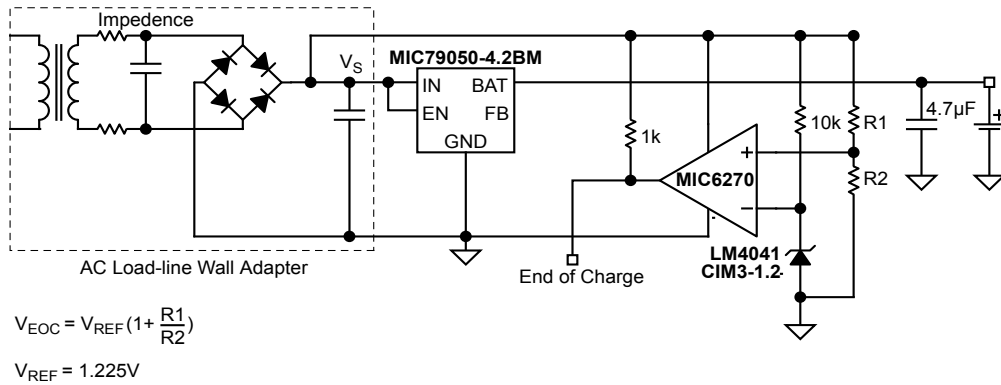 Impedence
V_S
MIC79050-4.2BM
IN
BAT
EN
FB
GND
1k
10k
R1
R2
4.7µF
+
+
MIC6270
−
LM4041
CIM3-1.2
End of Charge
AC Load-line Wall Adapter
V_EOC = V_REF(1+ R1/R2)
V_REF = 1.225V